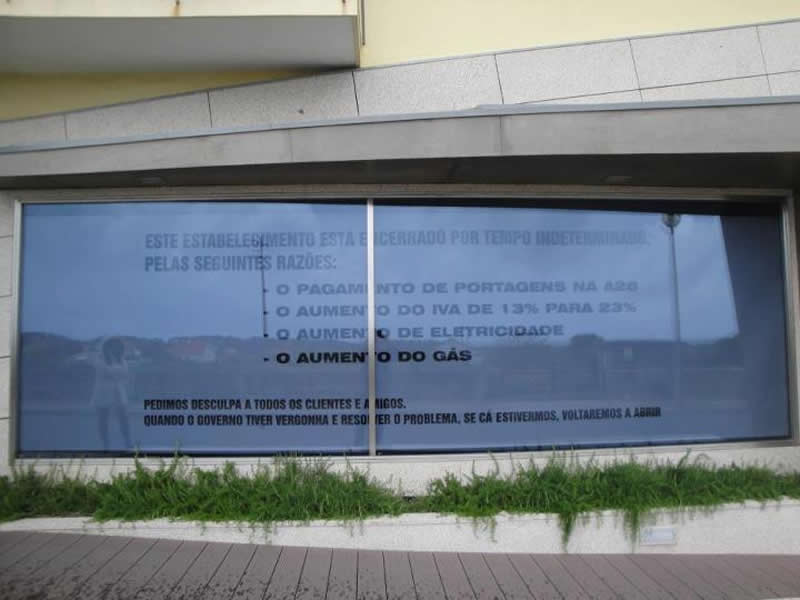 ESTE ESTABELECIMENTO ESTA ENCERRADO POR TEMPO INDETERMINADO,
PELAS SEGUINTES RAZÕES:
- O PAGAMENTO DE PORTAGENS NA A28
- O AUMENTO DO IVA DE 13% PARA 23%
- O AUMENTO DE ELETRICIDADE
- O AUMENTO DO GÁS
PEDIMOS DESCULPA A TODOS OS CLIENTES E AMIGOS.
QUANDO O GOVERNO TIVER VERGONHA E RESOLVER O PROBLEMA, SE CÁ ESTIVERMOS, VOLTAREMOS A ABRIR